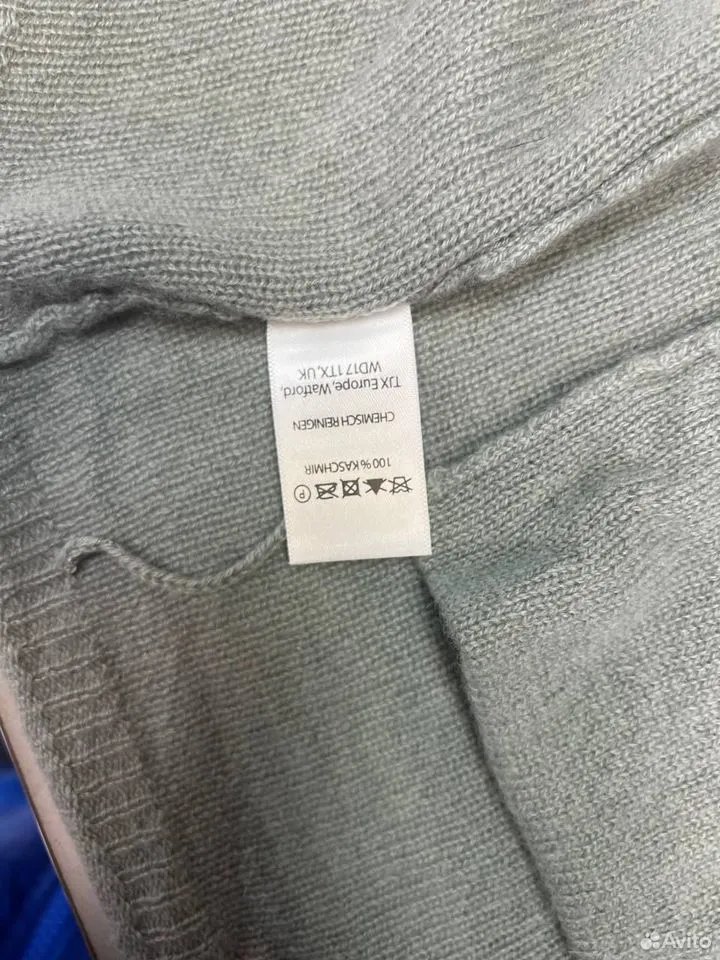 100% KASCHMIR
CHEMISCH REINIGEN
TJX Europe, Watford,
WD17 1TX, UK
P
Avito